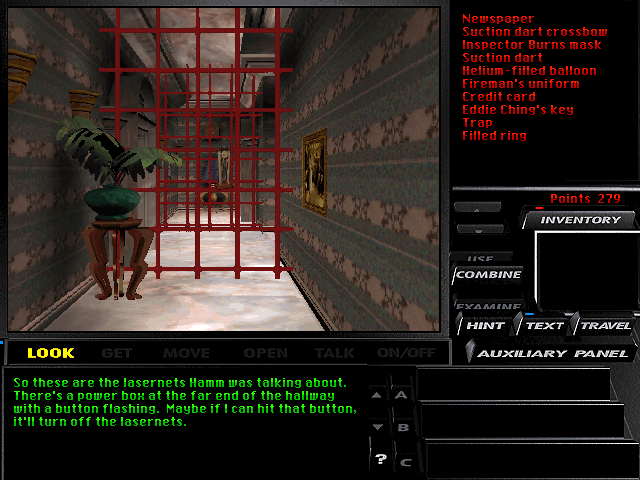 Newspaper
Suction dart crossbow
Inspector Burns mask
Suction dart
Helium-filled balloon
Fireman's uniform
Credit card
Eddie Ching's key
Trap
Filled ring
Points 279
INVENTORY
USE
COMBINE
EXAMINE
HINT TEXT TRAVEL
AUXILIARY PANEL
LOOK GET MOVE OPEN TALK ON/OFF
So these are the lasernets Hamm was talking about.
There's a power box at the far end of the hallway
with a button flashing. Maybe if I can hit that button,
it'll turn off the lasernets.
A
B
? C